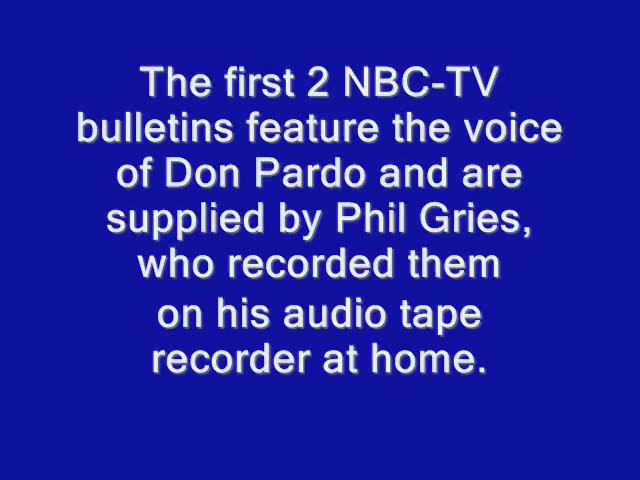 The first 2 NBC-TV
bulletins feature the voice
of Don Pardo and are
supplied by Phil Gries,
who recorded them
on his audio tape
recorder at home.